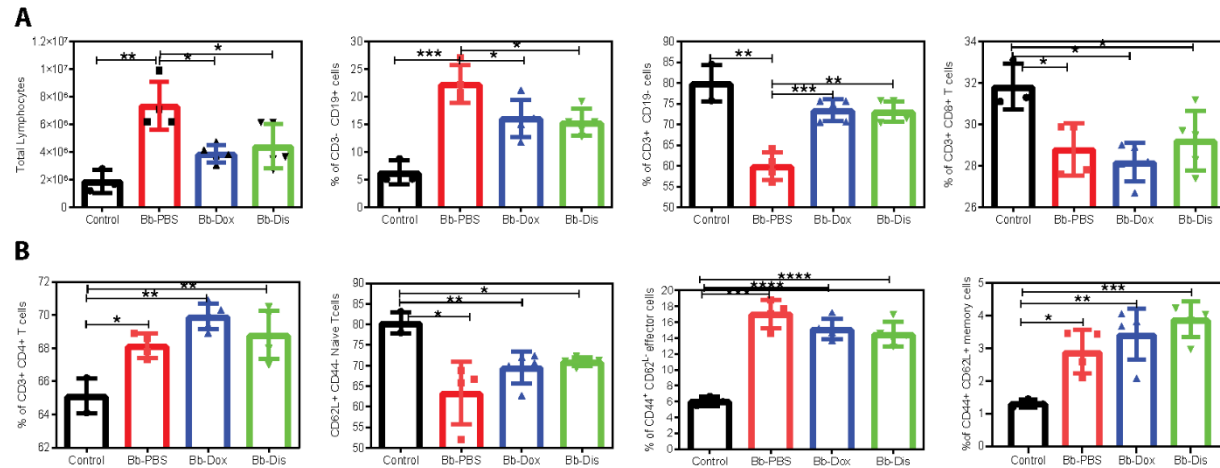 A
Total Lymphocytes
1.2×10⁷
1×10⁷
8×10⁶
6×10⁶
4×10⁶
2×10⁶
0
** * *
Control Bb-PBS Bb-Dox Bb-Dis
% of CD3- CD19+ cells
30
25
20
15
10
5
0
*** * *
Control Bb-PBS Bb-Dox Bb-Dis
% of CD3+ CD19- cells
90
85
80
75
70
65
60
55
50
** *** **
Control Bb-PBS Bb-Dox Bb-Dis
% of CD3+ CD8+ T cells
34
32
30
28
26
* * *
Control Bb-PBS Bb-Dox Bb-Dis
B
% of CD3+ CD4+ T cells
72
70
68
66
64
62
* ** **
Control Bb-PBS Bb-Dox Bb-Dis
CD62L+ CD44- Naive Tcells
90
85
80
75
70
65
60
55
50
* ** *
Control Bb-PBS Bb-Dox Bb-Dis
% of CD44⁺ CD62ᴸ- effector cells
20
18
16
14
12
10
8
6
4
2
0
*** **** ****
Control Bb-PBS Bb-Dox Bb-Dis
%of CD44+ CD62L+ memory cells
5
4
3
2
1
0
* ** ***
Control Bb-PBS Bb-Dox Bb-Dis